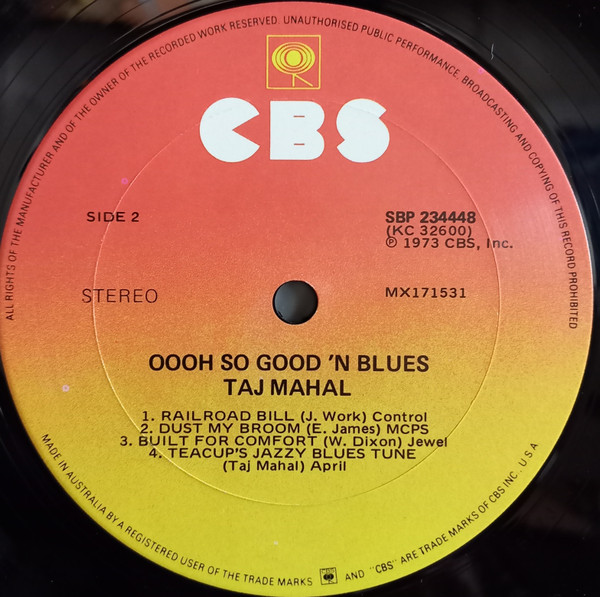 ALL RIGHTS OF THE MANUFACTURER AND OF THE OWNER OF THE RECORDED WORK RESERVED. UNAUTHORISED PUBLIC PERFORMANCE, BROADCASTING AND COPYING OF THIS RECORD PROHIBITED
CBS
SIDE 2
SBP 234448
(KC 32600)
℗ 1973 CBS, Inc.
STEREO
MX171531
OOOH SO GOOD 'N BLUES
TAJ MAHAL
1. RAILROAD BILL (J. Work) Control
2. DUST MY BROOM (E. James) MCPS
3. BUILT FOR COMFORT (W. Dixon) Jewel
4. TEACUP'S JAZZY BLUES TUNE
(Taj Mahal) April
MADE IN AUSTRALIA BY A REGISTERED USER OF THE TRADE MARKS AND "CBS" ARE TRADE MARKS OF CBS INC., U.S.A.